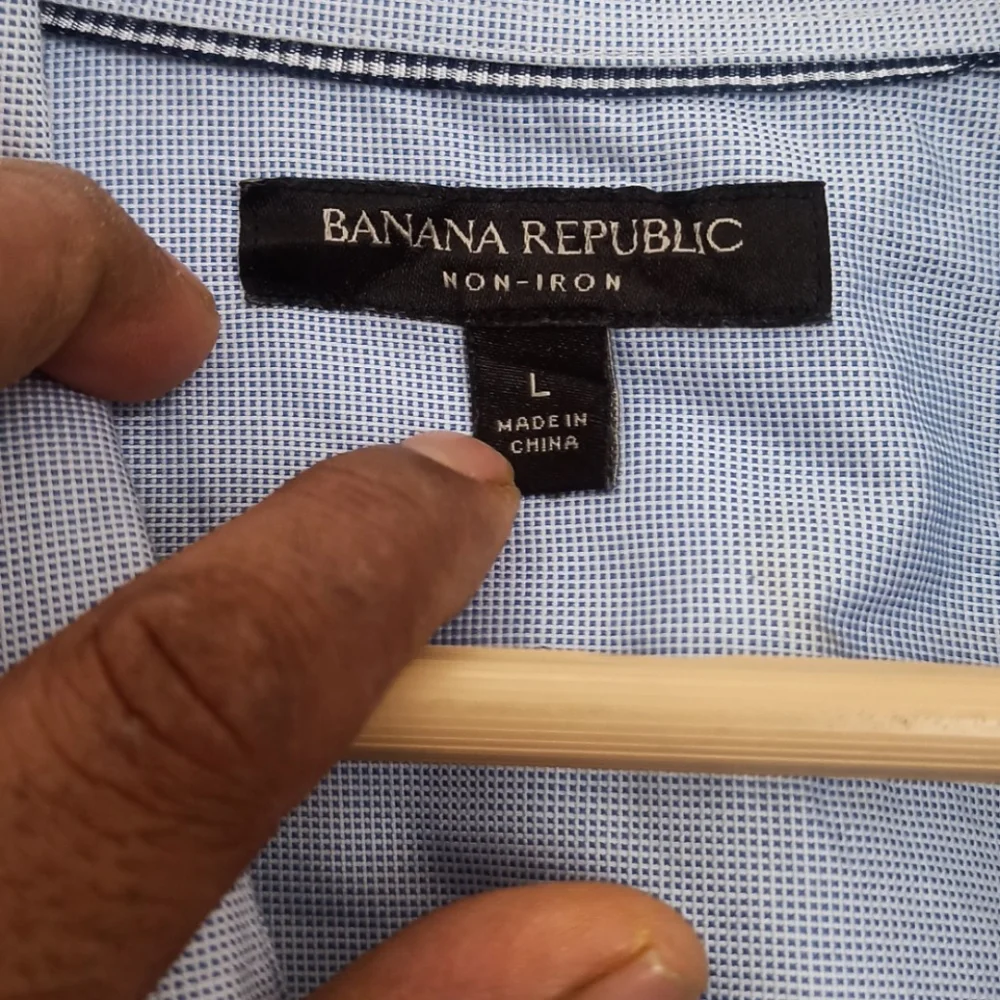 BANANA REPUBLIC
NON-IRON
L
MADE IN
CHINA